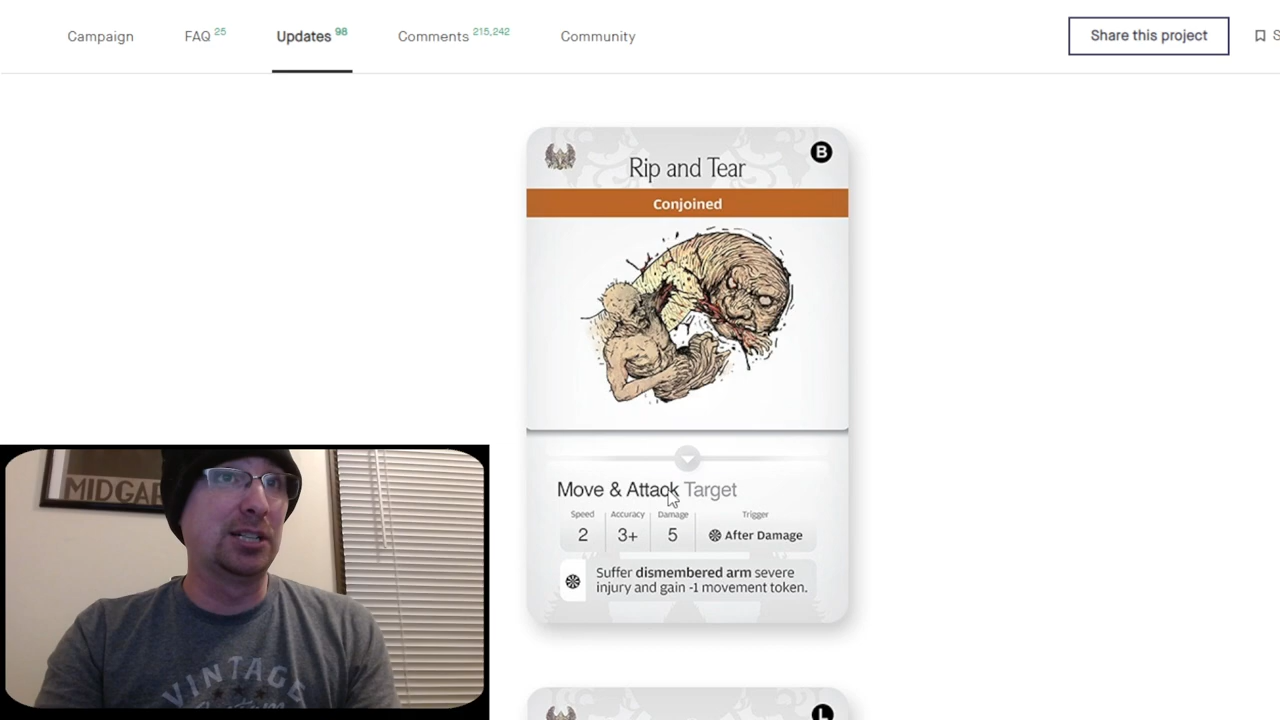 Campaign
FAQ 25
Updates 98
Comments 215,242
Community
Share this project
S
B
Rip and Tear
Conjoined
Move & Attack Target
Speed Accuracy Damage Trigger
2 3+ 5 After Damage
Suffer dismembered arm severe
injury and gain -1 movement token.
L
MIDGAR
VINTAGE